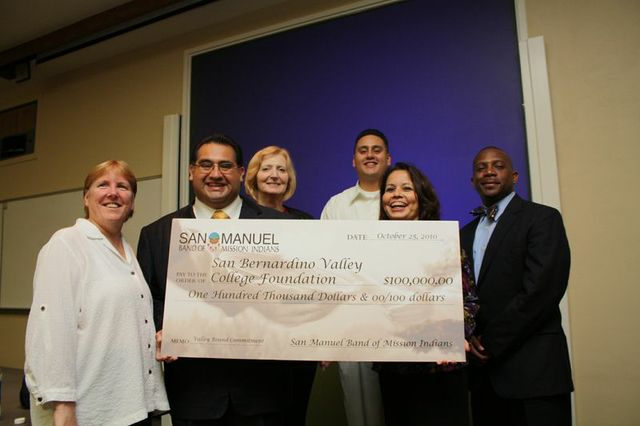 SAN MANUEL
BAND OF MISSION INDIANS
DATE October 25, 2010
PAY TO THE
ORDER OF
San Bernardino Valley
College Foundation
$100,000.00
One Hundred Thousand Dollars & 00/100 dollars
MEMO Valley Bound Commitment
San Manuel Band of Mission Indians